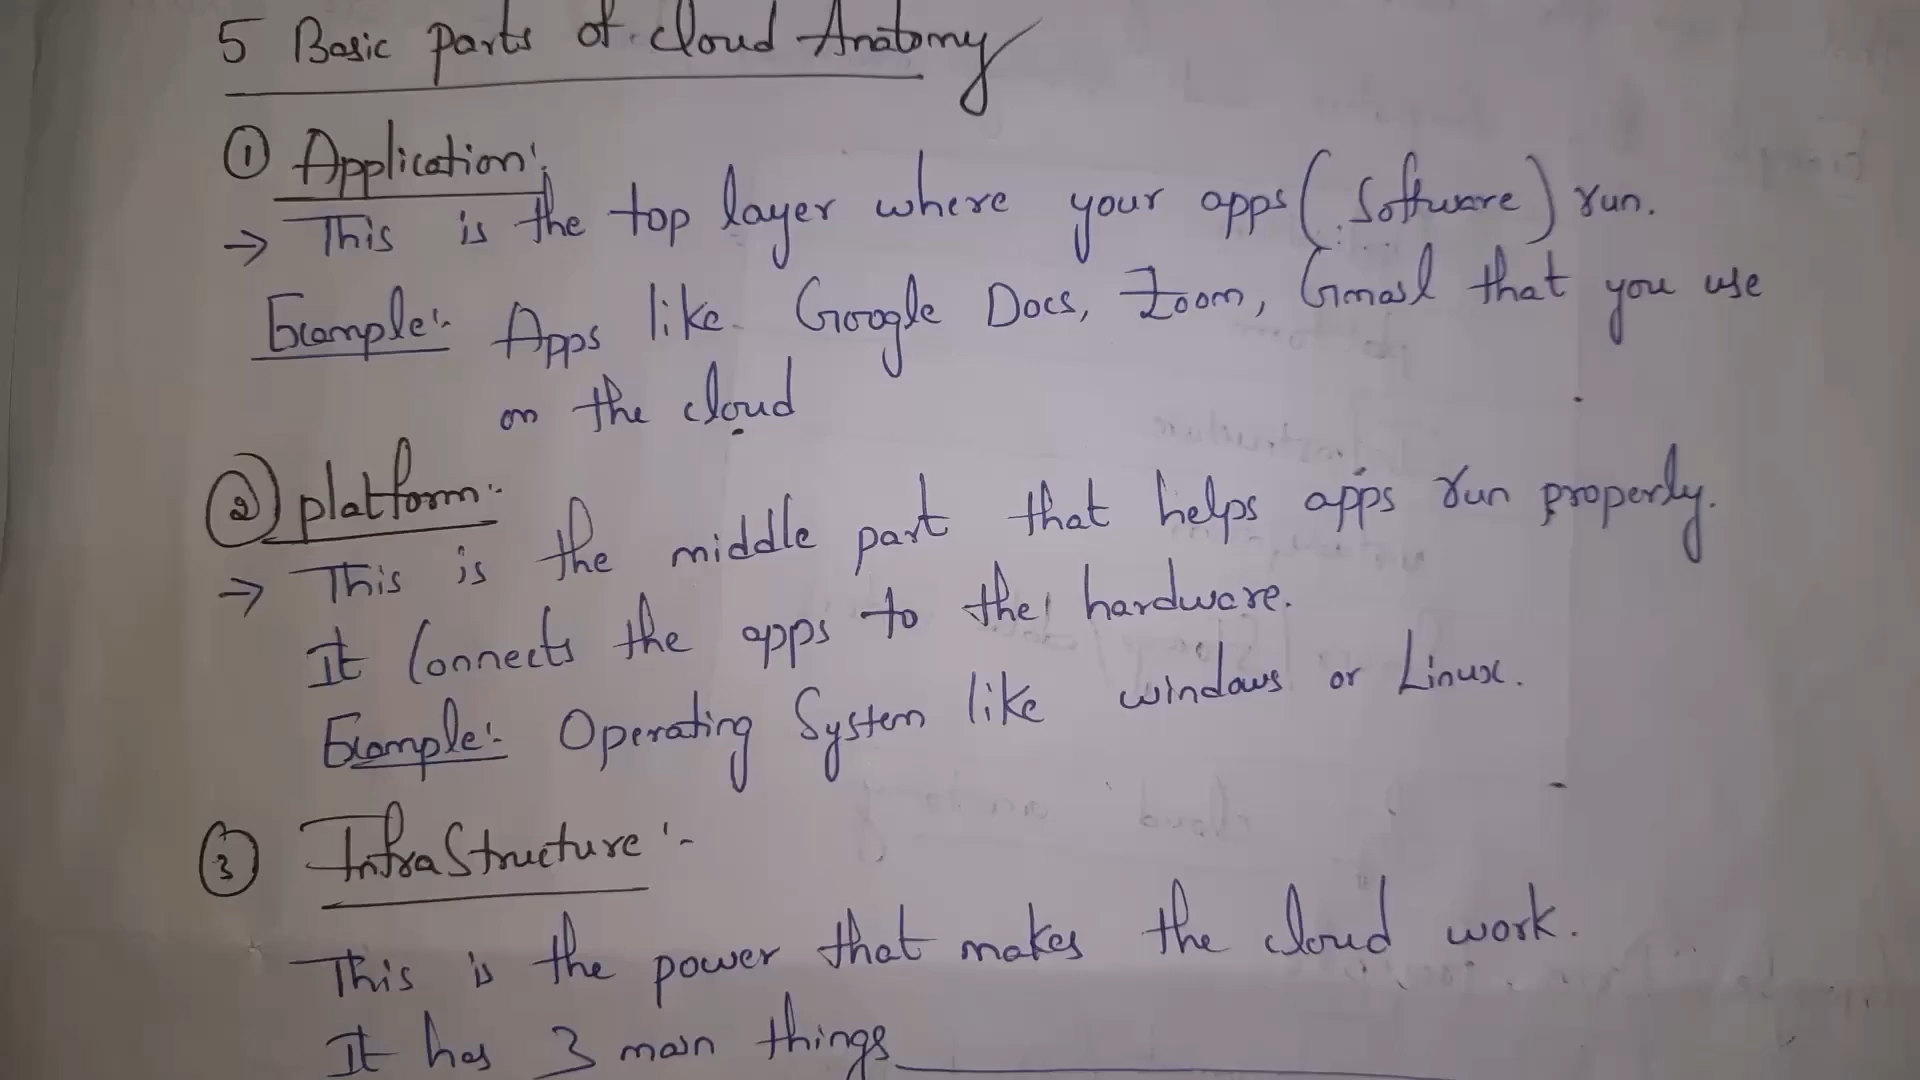 5 Basic parts of cloud Anatomy
① Application:
→ This is the top layer where your apps (Software) run.
Example:- Apps like Google Docs, Zoom, Gmail that you use
on the cloud
② platform:-
→ This is the middle part that helps apps run properly.
It Connects the apps to the hardware.
Example:- Operating System like windows or Linux.
③ InfraStructure:-
This is the power that makes the cloud work.
It has 3 main things